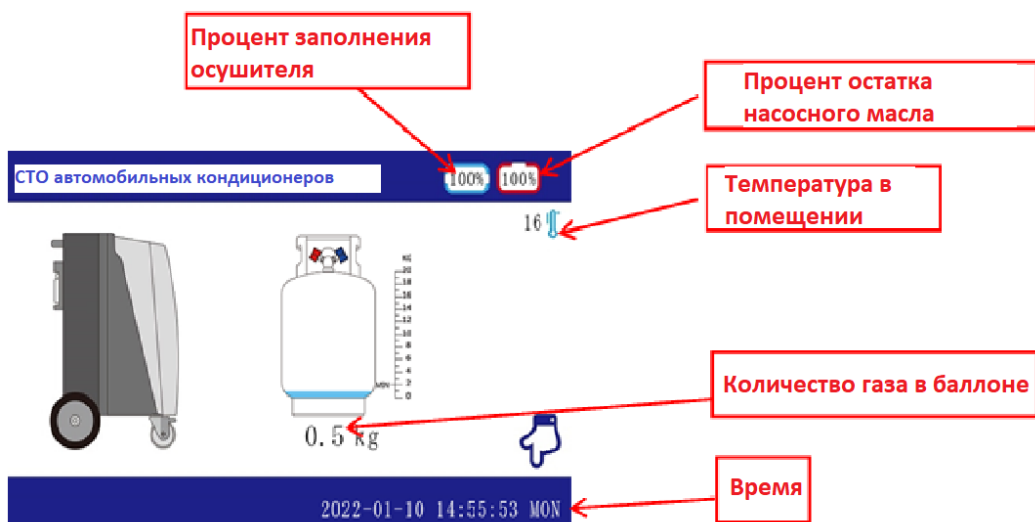 Процент заполнения
осушителя
Процент остатка
насосного масла
СТО автомобильных кондиционеров
100%
100%
Температура в
помещении
16
KG
20
18
16
14
12
10
8
6
4
MIN
2
0
Количество газа в баллоне
0.5 kg
Время
2022-01-10 14:55:53 MON